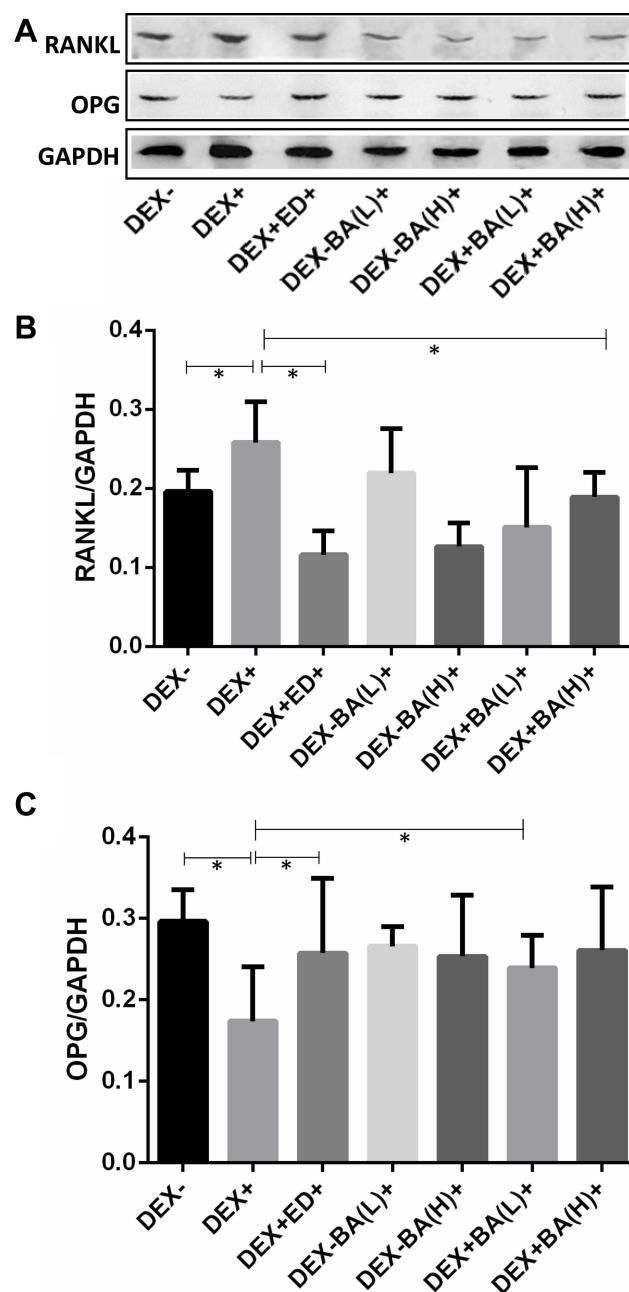 A
RANKL
OPG
GAPDH
DEX- DEX+ DEX+ED+ DEX-BA(L)+ DEX-BA(H)+ DEX+BA(L)+ DEX+BA(H)+
B
RANKL/GAPDH
0.4
0.3
0.2
0.1
0.0
* * *
DEX- DEX+ DEX+ED+ DEX-BA(L)+ DEX-BA(H)+ DEX+BA(L)+ DEX+BA(H)+
C
OPG/GAPDH
0.4
0.3
0.2
0.1
0.0
* * *
DEX- DEX+ DEX+ED+ DEX-BA(L)+ DEX-BA(H)+ DEX+BA(L)+ DEX+BA(H)+